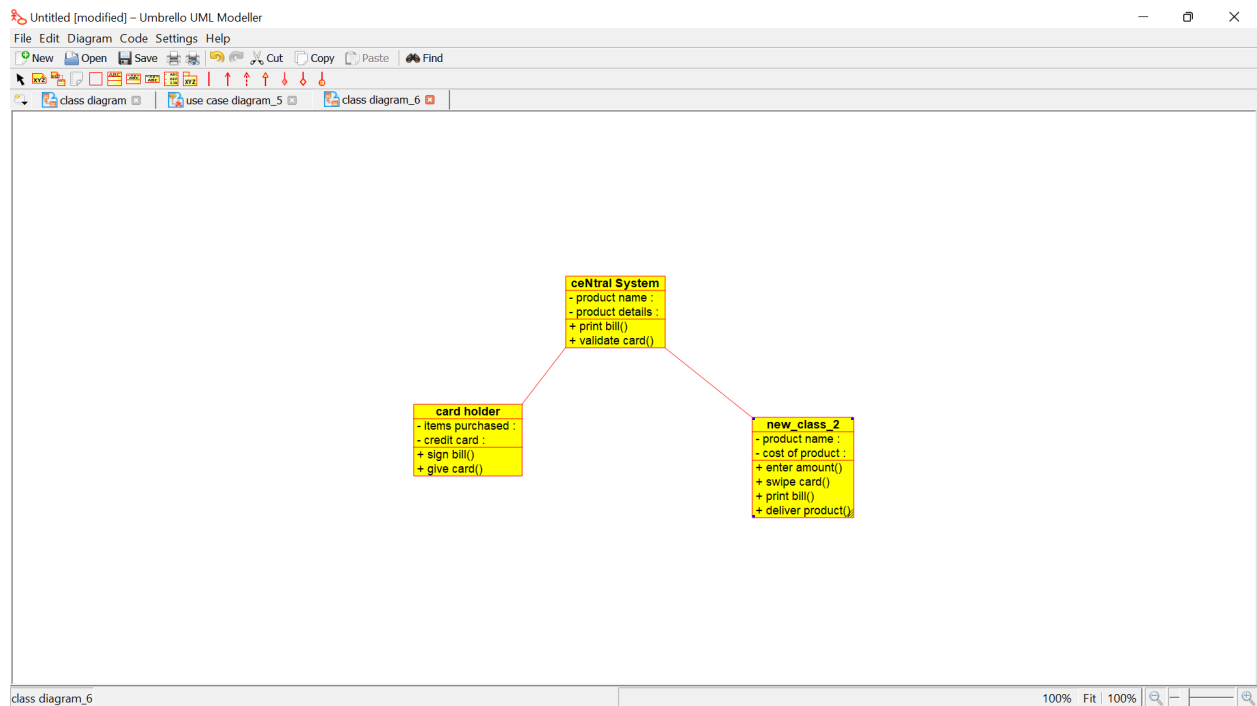 Untitled [modified] – Umbrello UML Modeller
File Edit Diagram Code Settings Help
New Open Save Cut Copy Paste Find
class diagram use case diagram_5 class diagram_6
ceNtral System
- product name :
- product details :
+ print bill()
+ validate card()
card holder
- items purchased :
- credit card :
+ sign bill()
+ give card()
new_class_2
- product name :
- cost of product :
+ enter amount()
+ swipe card()
+ print bill()
+ deliver product()
class diagram_6
100% Fit 100%